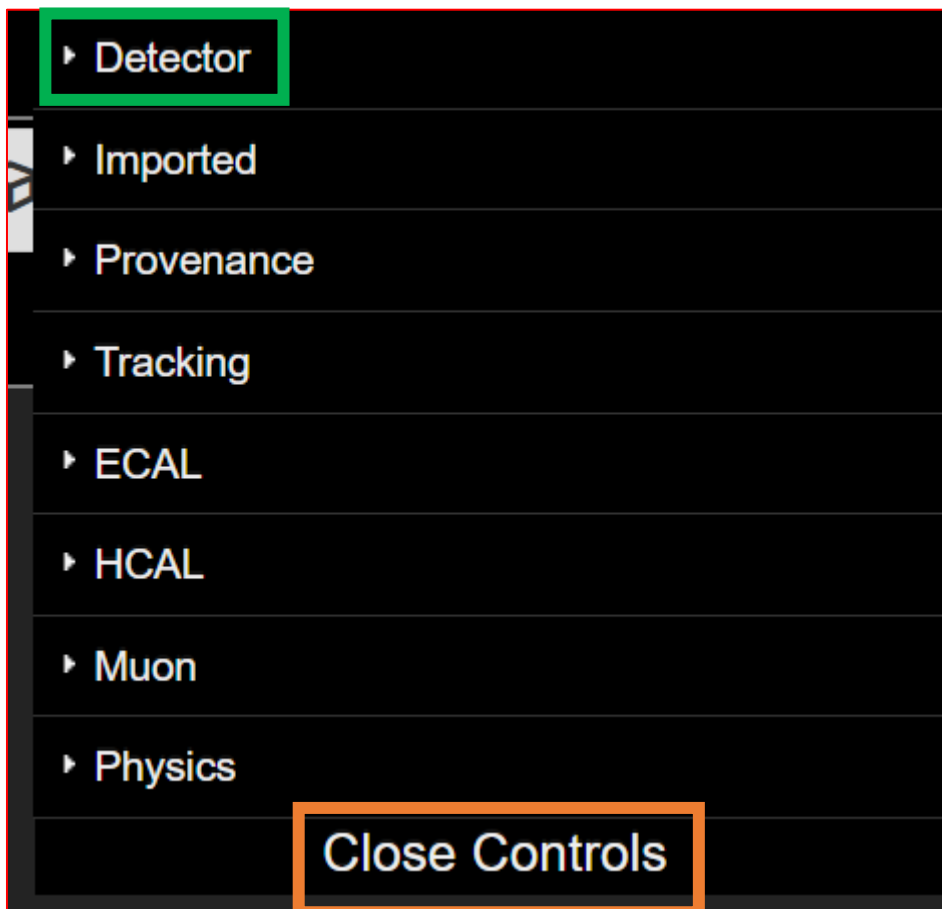 Detector
Imported
Provenance
Tracking
ECAL
HCAL
Muon
Physics
Close Controls